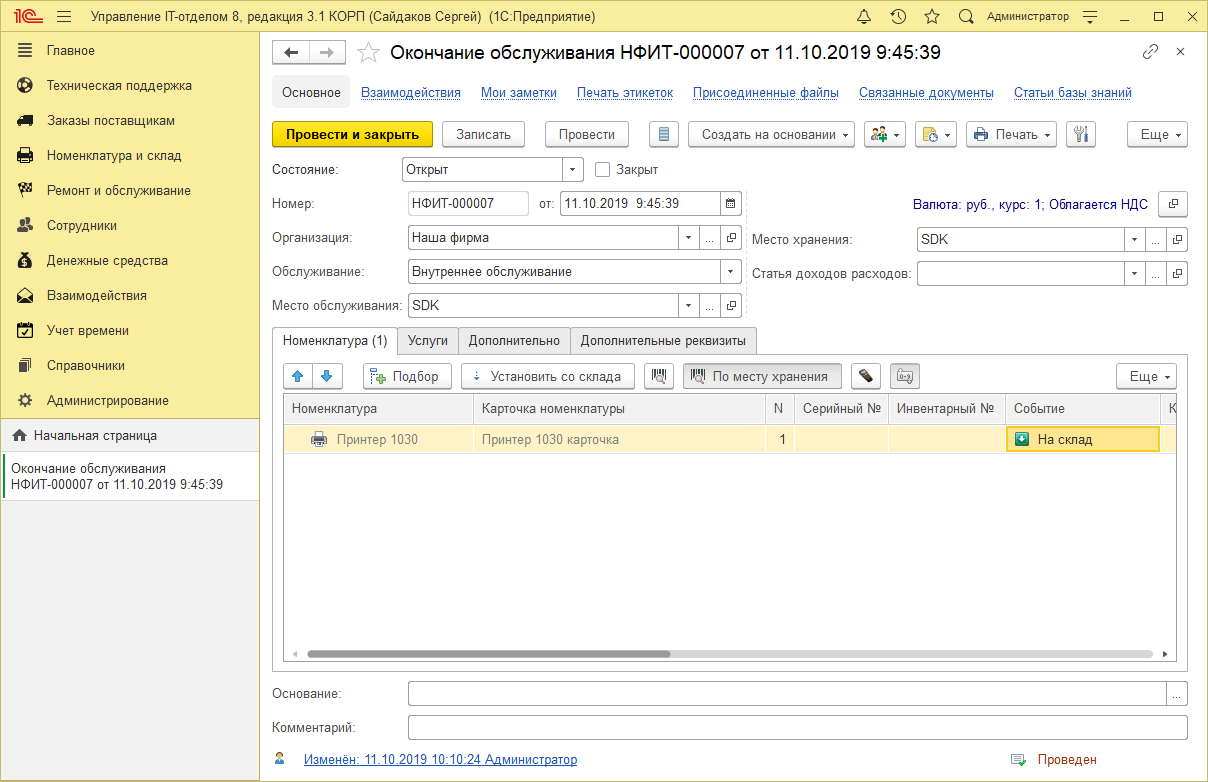 1С Управление IT-отделом 8, редакция 3.1 КОРП (Сайдаков Сергей) (1С:Предприятие) Администратор
Главное
Техническая поддержка
Заказы поставщикам
Номенклатура и склад
Ремонт и обслуживание
Сотрудники
Денежные средства
Взаимодействия
Учет времени
Справочники
Администрирование
Начальная страница
Окончание обслуживания
НФИТ-000007 от 11.10.2019 9:45:39
Окончание обслуживания НФИТ-000007 от 11.10.2019 9:45:39
Основное Взаимодействия Мои заметки Печать этикеток Присоединенные файлы Связанные документы Статьи базы знаний
Провести и закрыть Записать Провести Создать на основании Печать Еще
Состояние: Открыт Закрыт
Номер: НФИТ-000007 от: 11.10.2019 9:45:39 Валюта: руб., курс: 1; Облагается НДС
Организация: Наша фирма Место хранения: SDK
Обслуживание: Внутреннее обслуживание Статья доходов расходов:
Место обслуживания: SDK
Номенклатура (1) Услуги Дополнительно Дополнительные реквизиты
Подбор Установить со склада По месту хранения Еще
Номенклатура Карточка номенклатуры N Серийный № Инвентарный № Событие К
Принтер 1030 Принтер 1030 карточка 1 На склад
Основание:
Комментарий:
Изменён: 11.10.2019 10:10:24 Администратор Проведен